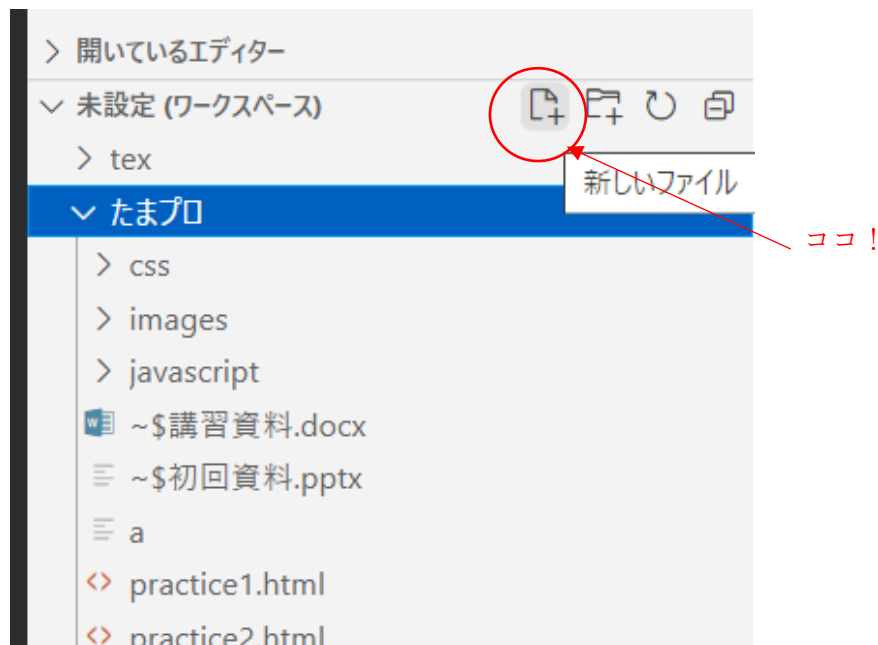 開いているエディター
未設定 (ワークスペース)
tex
新しいファイル
たまプロ
ココ！
css
images
javascript
~$講習資料.docx
~$初回資料.pptx
a
practice1.html
practice2.html